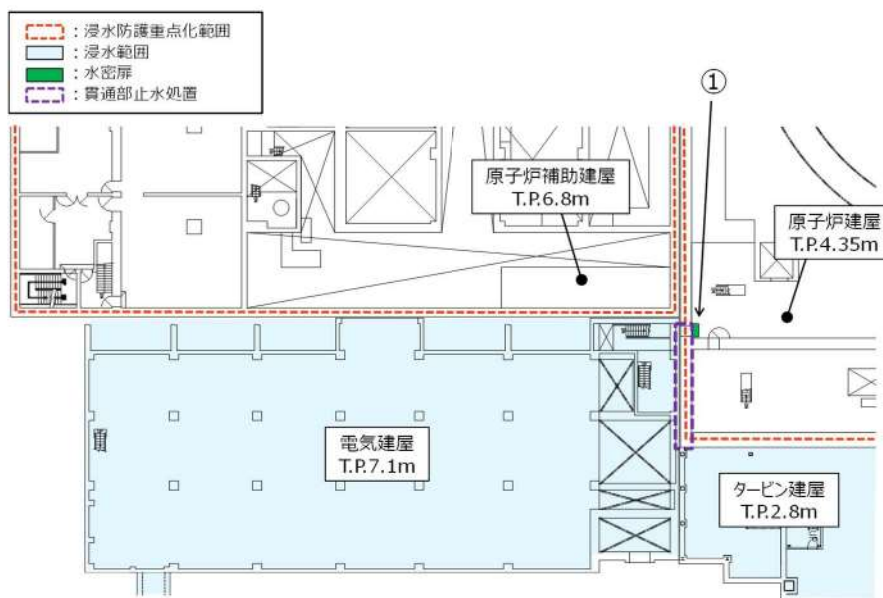 ：浸水防護重点化範囲
：浸水範囲
：水密扉
：貫通部止水処置
①
原子炉補助建屋
T.P.6.8m
原子炉建屋
T.P.4.35m
電気建屋
T.P.7.1m
タービン建屋
T.P.2.8m